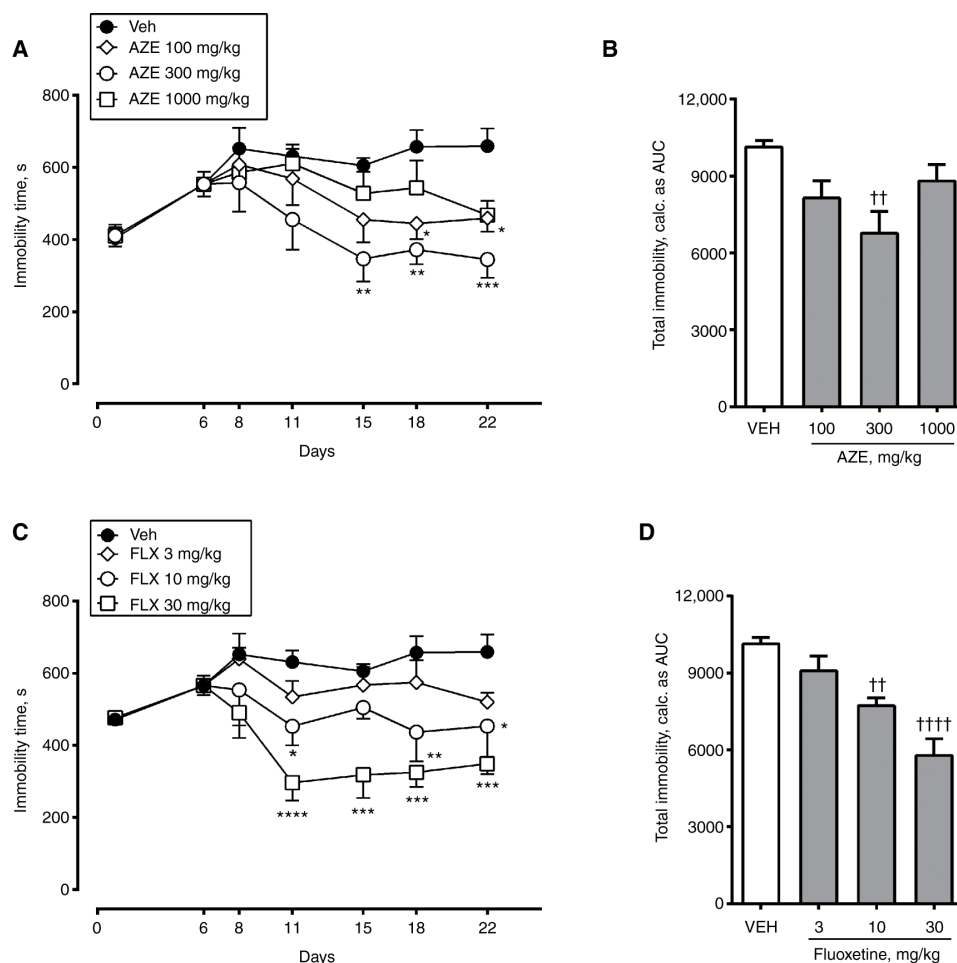 A
Veh
AZE 100 mg/kg
AZE 300 mg/kg
AZE 1000 mg/kg
Immobility time, s
800
600
400
200
0
*
*
**
**
***
0 6 8 11 15 18 22
Days
B
Total immobility, calc. as AUC
12,000
9000
6000
3000
0
††
VEH 100 300 1000
AZE, mg/kg
C
Veh
FLX 3 mg/kg
FLX 10 mg/kg
FLX 30 mg/kg
Immobility time, s
800
600
400
200
0
*
*
**
****
***
***
***
0 6 8 11 15 18 22
Days
D
Total immobility, calc. as AUC
12,000
9000
6000
3000
0
††
††††
VEH 3 10 30
Fluoxetine, mg/kg